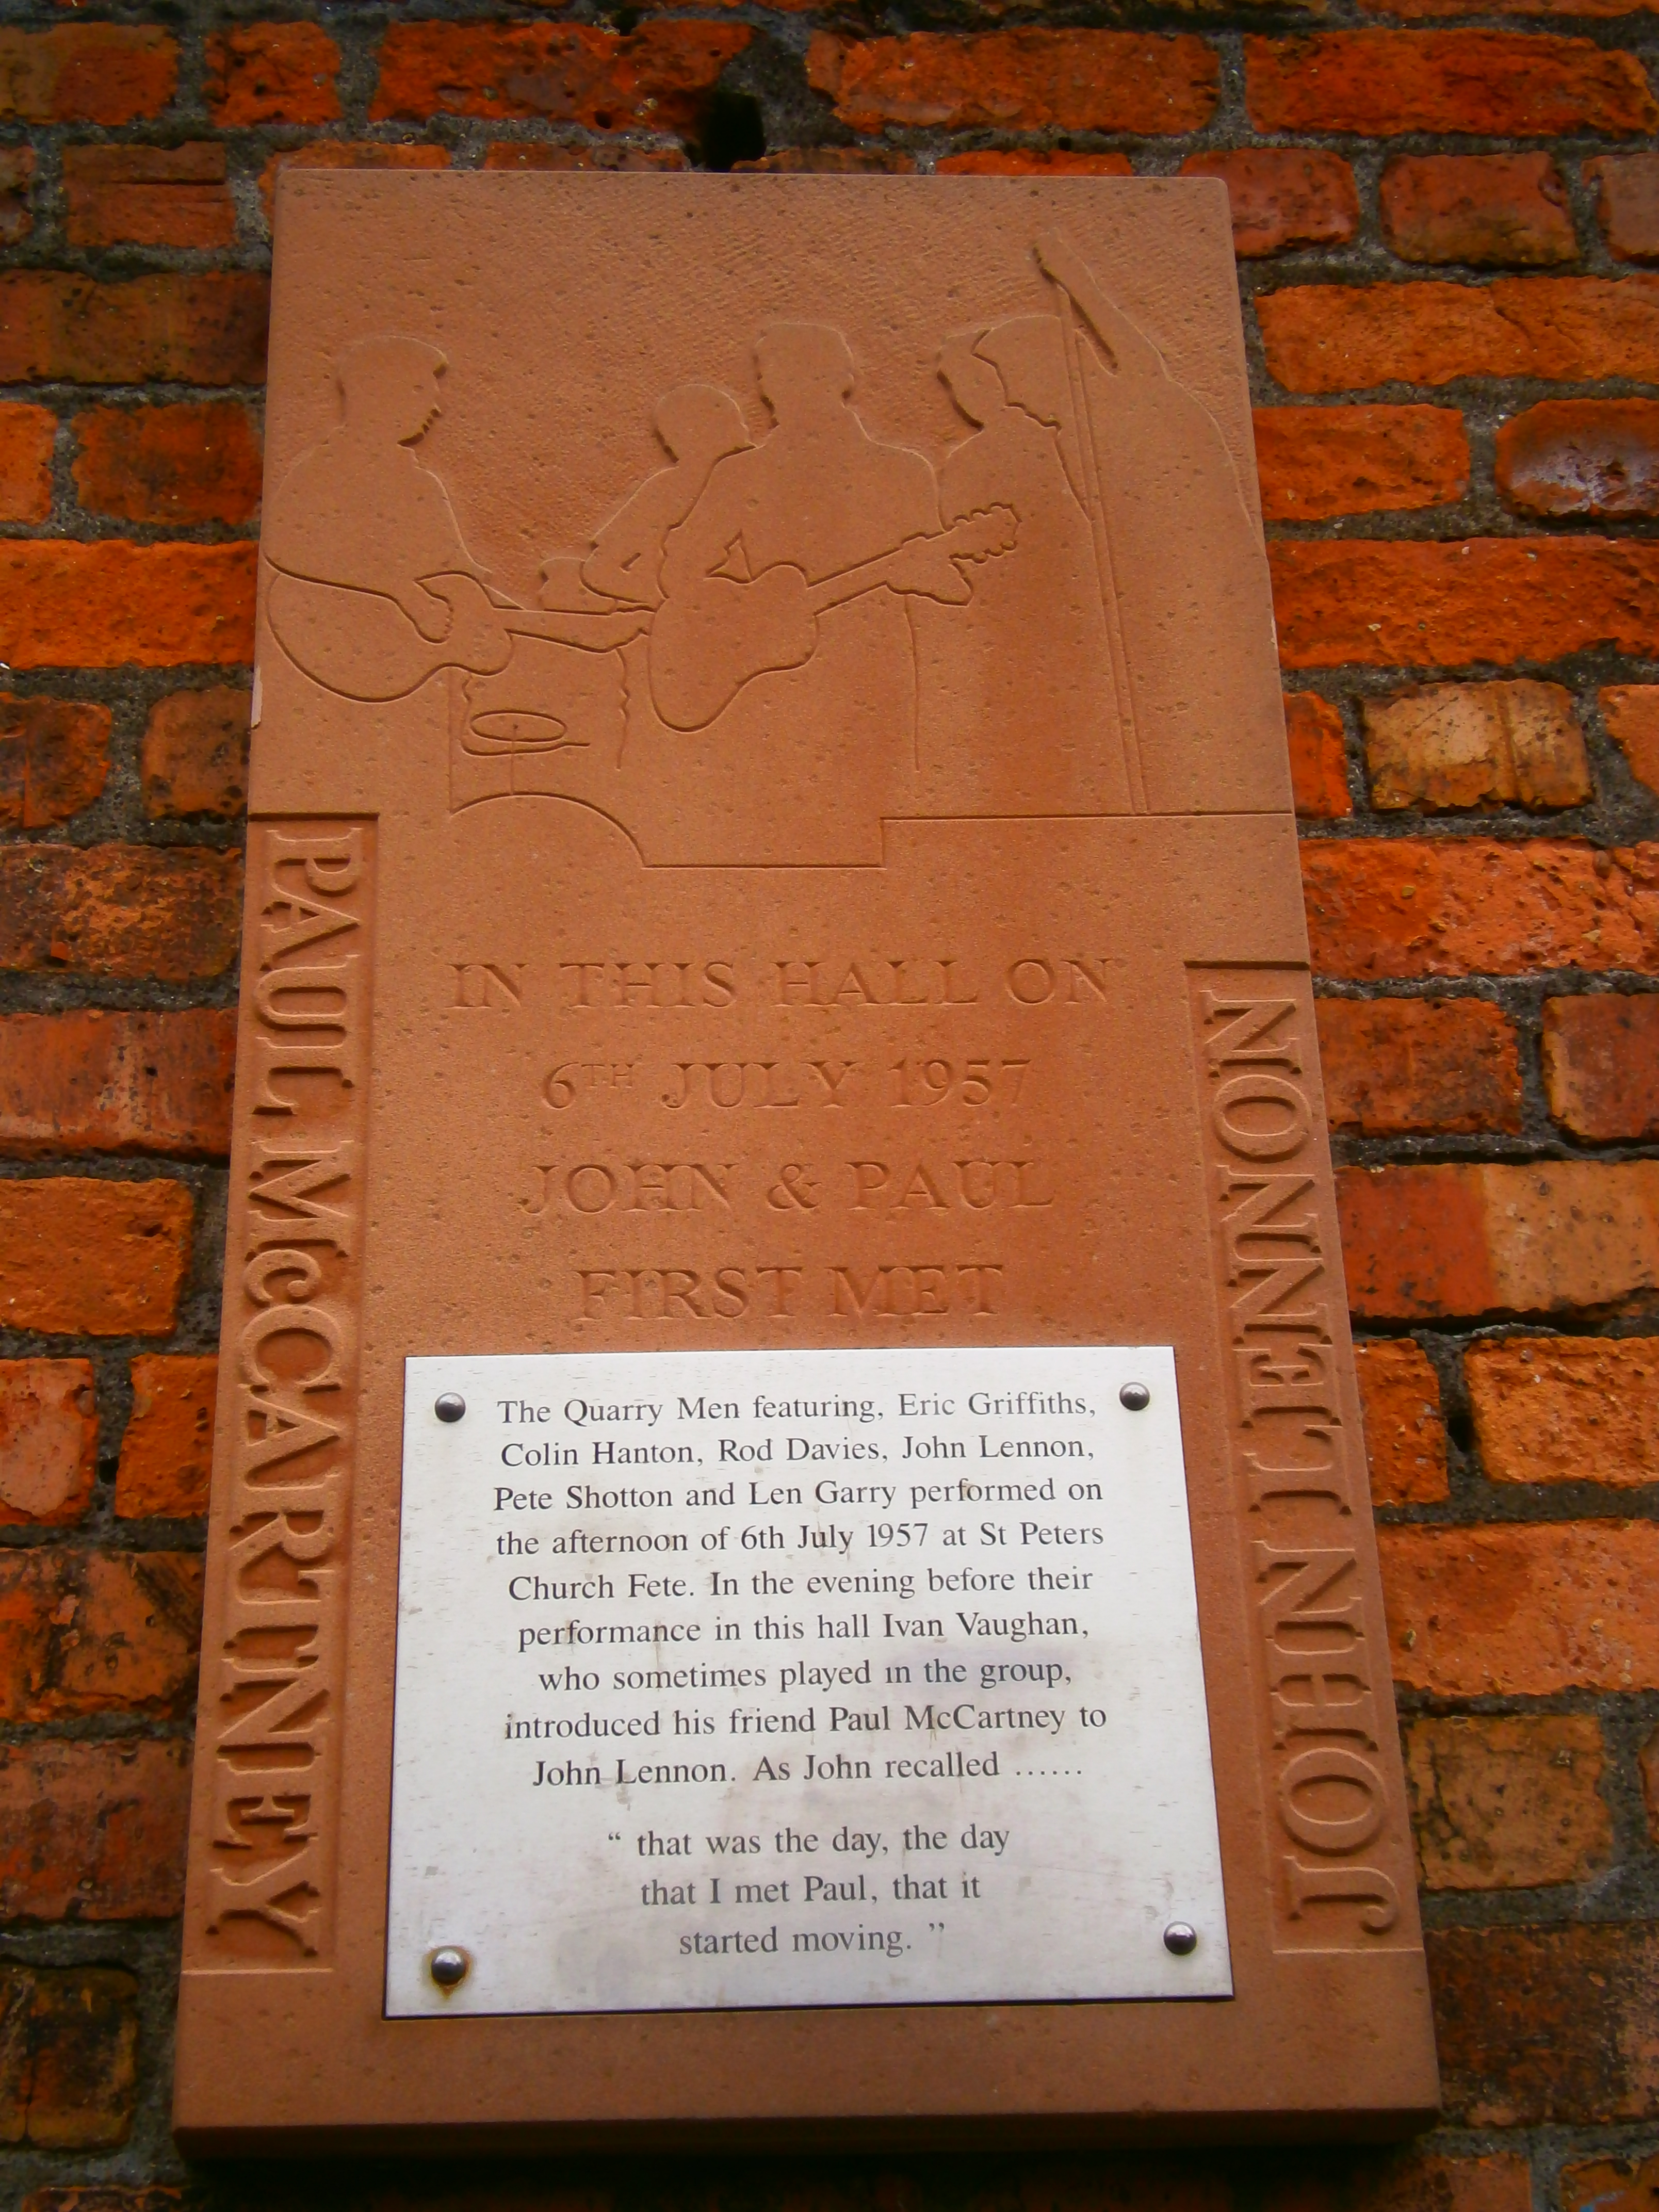 IN THIS HALL ON
6TH JULY 1957
JOHN & PAUL
FIRST MET
PAUL McCARTNEY
JOHN LENNON
The Quarry Men featuring, Eric Griffiths,
Colin Hanton, Rod Davies, John Lennon,
Pete Shotton and Len Garry performed on
the afternoon of 6th July 1957 at St Peters
Church Fete. In the evening before their
performance in this hall Ivan Vaughan,
who sometimes played in the group,
introduced his friend Paul McCartney to
John Lennon. As John recalled ......
“ that was the day, the day
that I met Paul, that it
started moving. ”